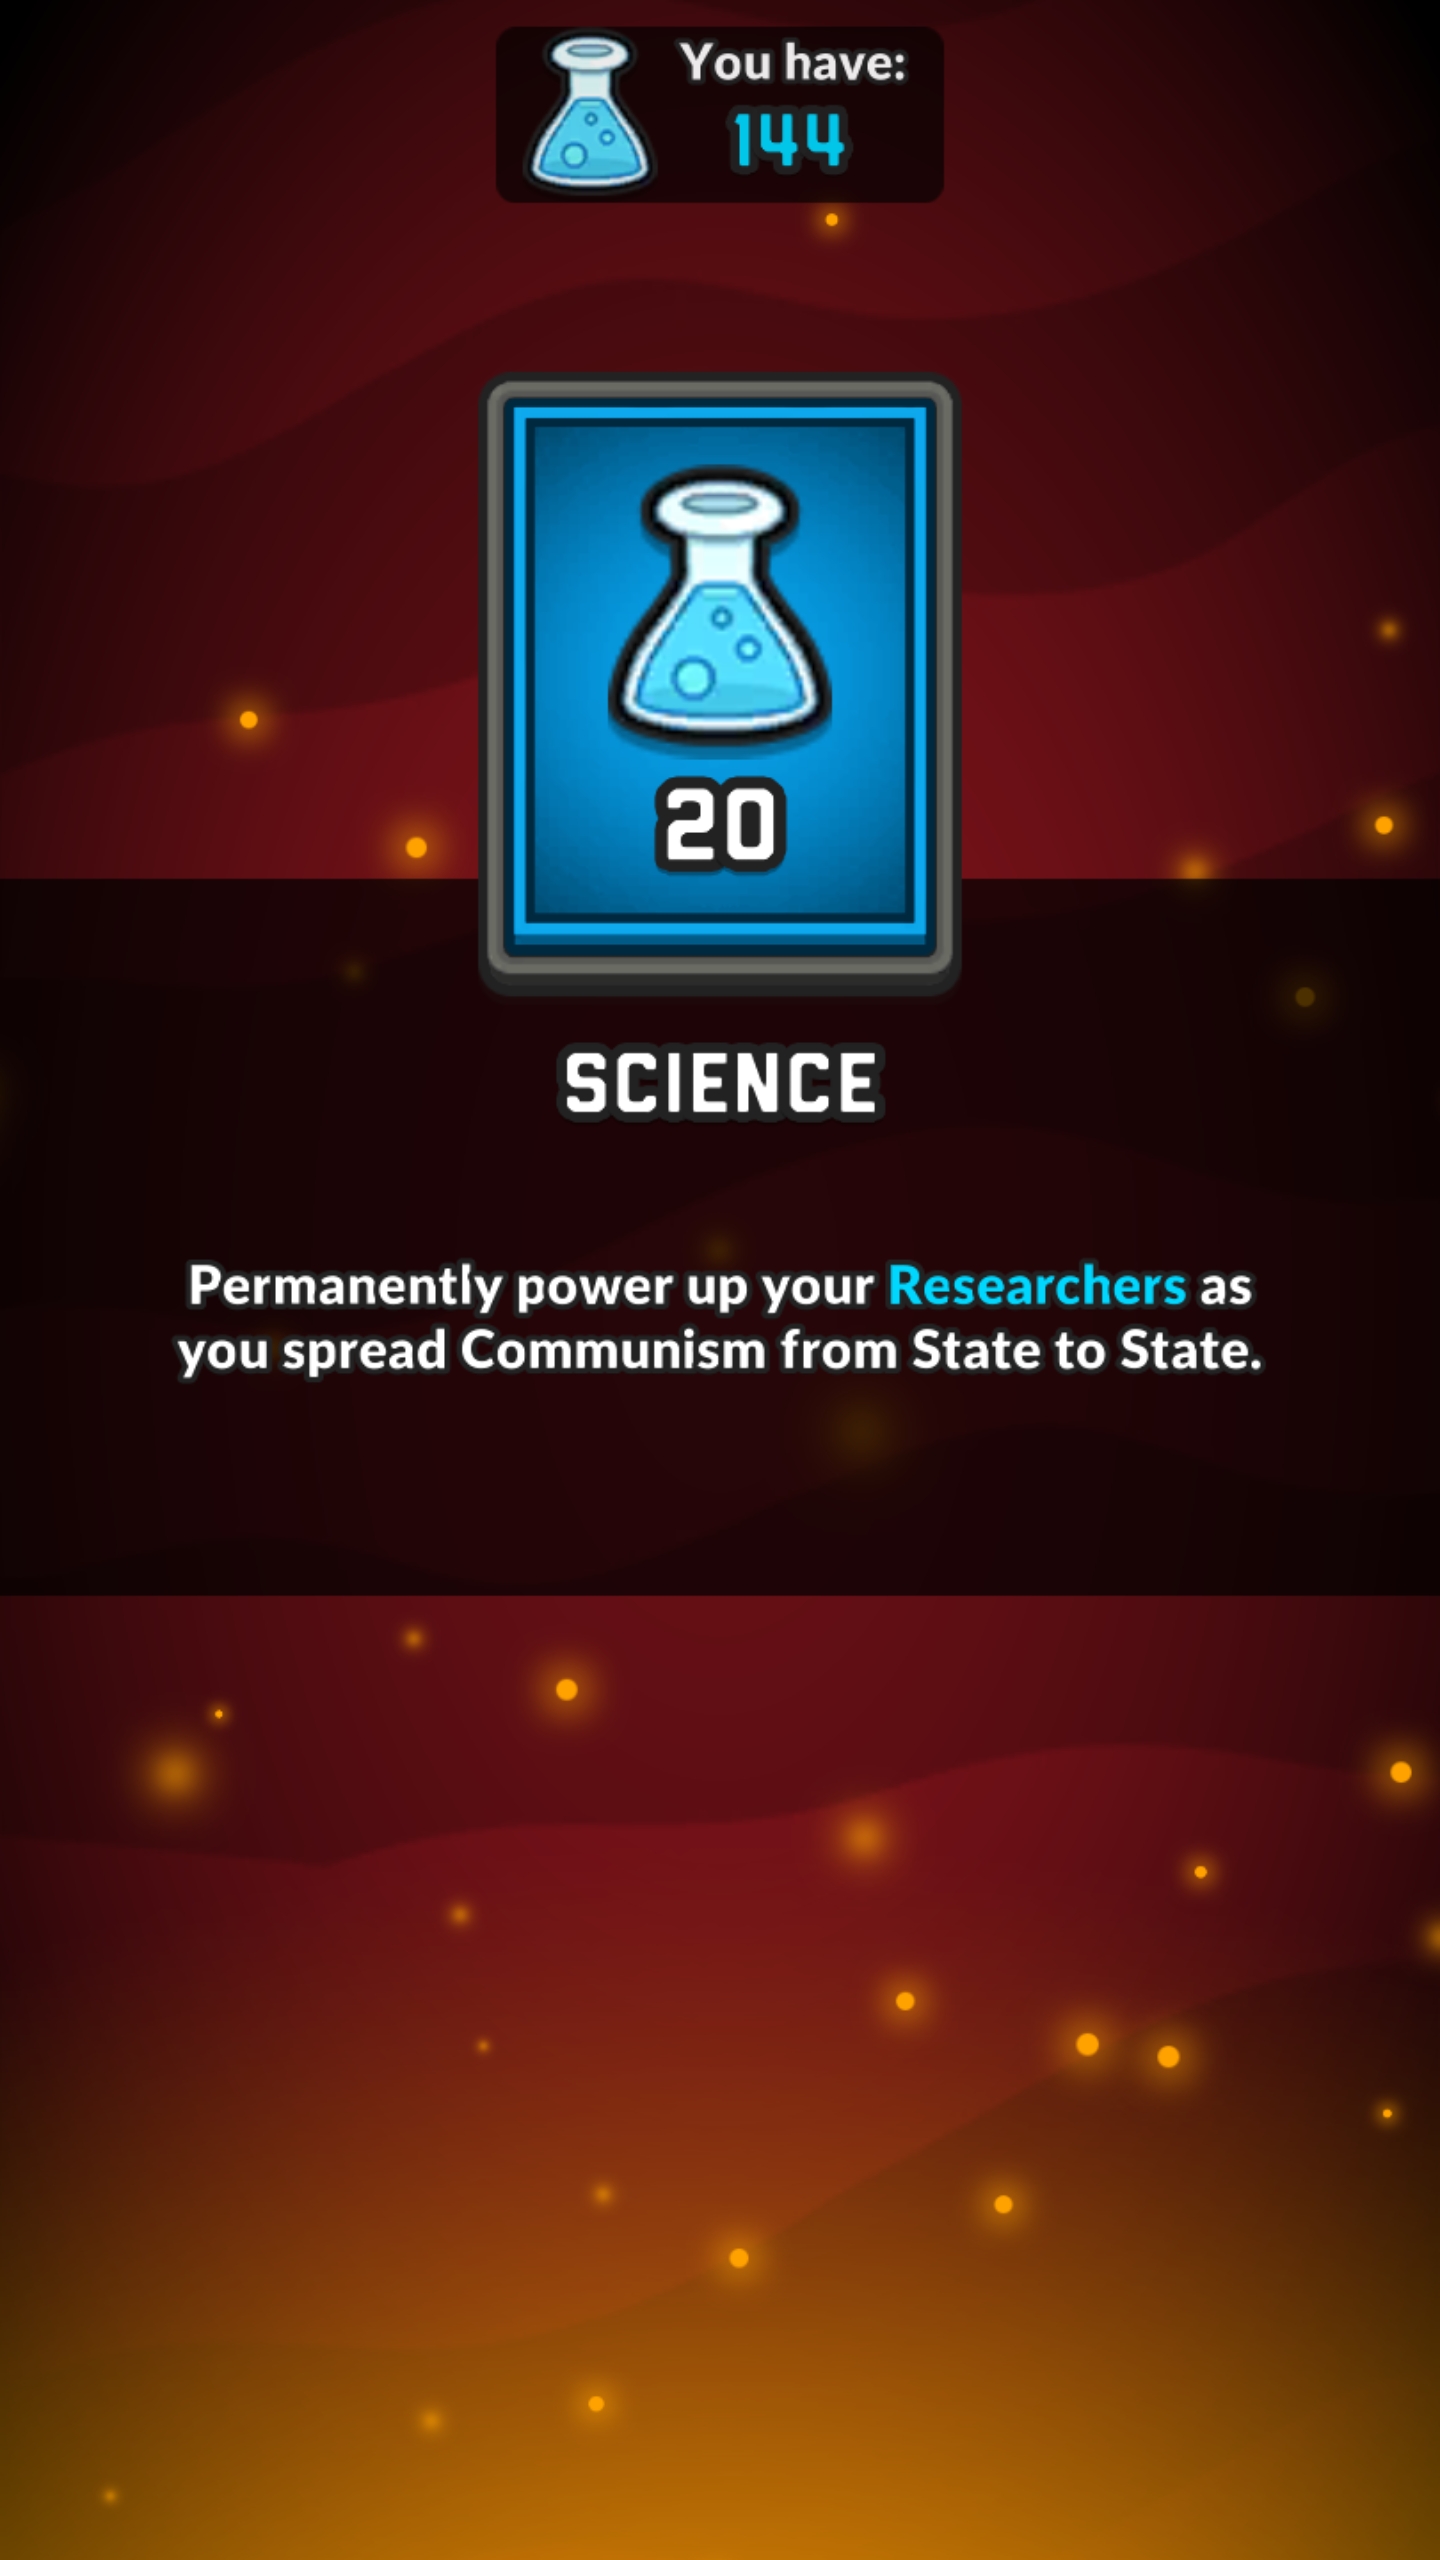 You have:
144
20
SCIENCE
Permanently power up your Researchers as
you spread Communism from State to State.